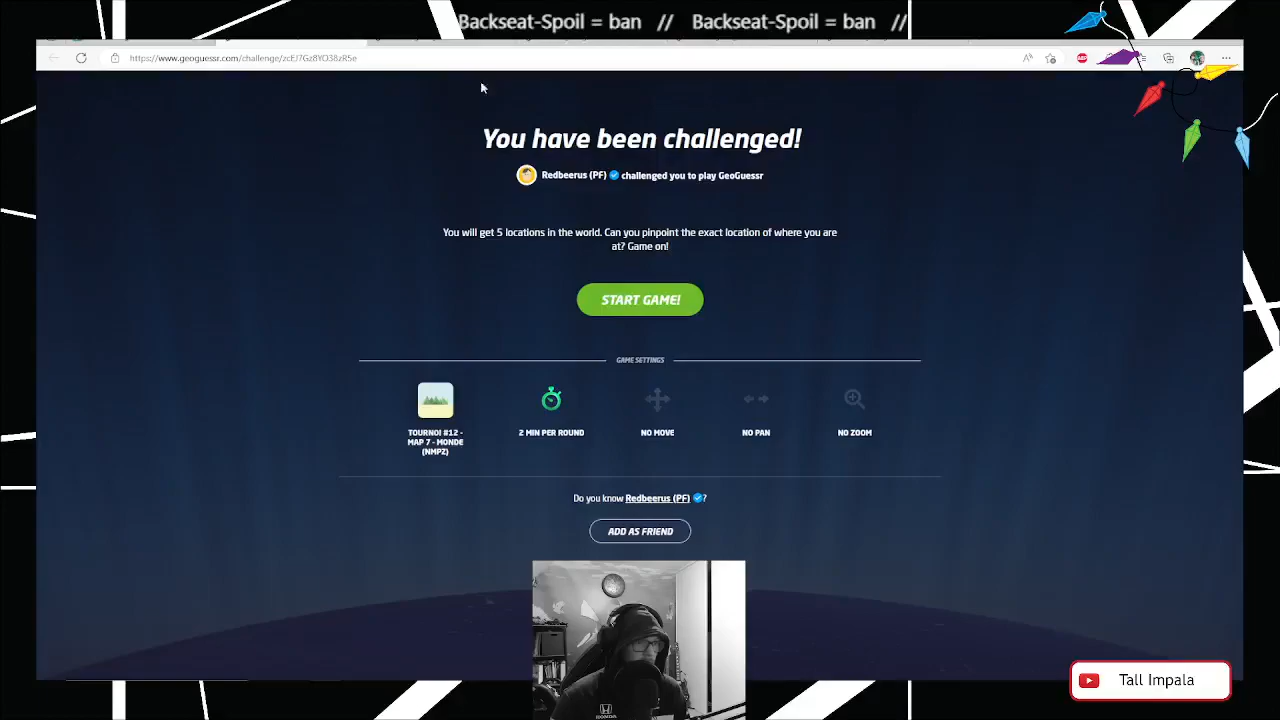 Backseat-Spoil = ban // Backseat-Spoil = ban //
https://www.geoguessr.com/challenge/zcEJ7Gz8YO38zR5e
You have been challenged!
Redbeerus (PF) challenged you to play GeoGuessr
You will get 5 locations in the world. Can you pinpoint the exact location of where you are
at? Game on!
START GAME!
GAME SETTINGS
TOURNOI #12 -
MAP 7 - MONDE
(NMPZ)
2 MIN PER ROUND
NO MOVE
NO PAN
NO ZOOM
Do you know Redbeerus (PF) ?
ADD AS FRIEND
HONDA
Tall Impala